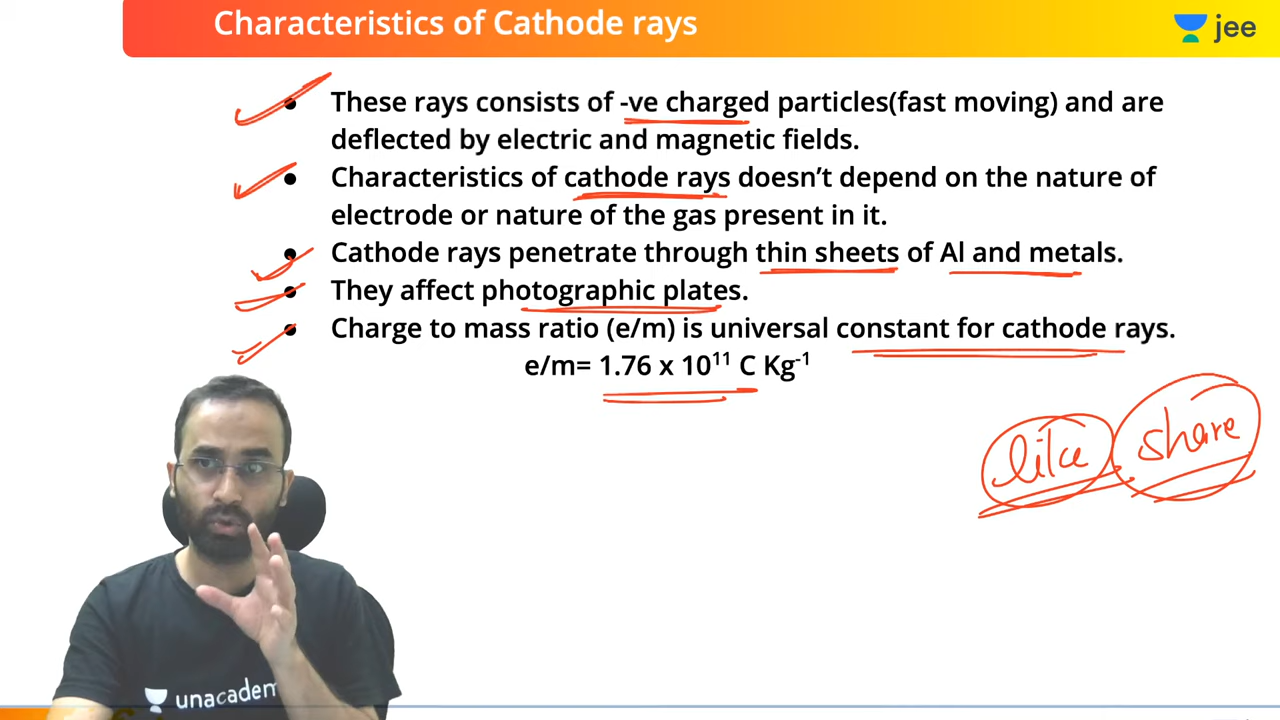 Characteristics of Cathode rays
jee
These rays consists of -ve charged particles(fast moving) and are
deflected by electric and magnetic fields.
Characteristics of cathode rays doesn’t depend on the nature of
electrode or nature of the gas present in it.
Cathode rays penetrate through thin sheets of Al and metals.
They affect photographic plates.
Charge to mass ratio (e/m) is universal constant for cathode rays.
e/m= 1.76 x 10¹¹ C Kg⁻¹
like share
unacadem